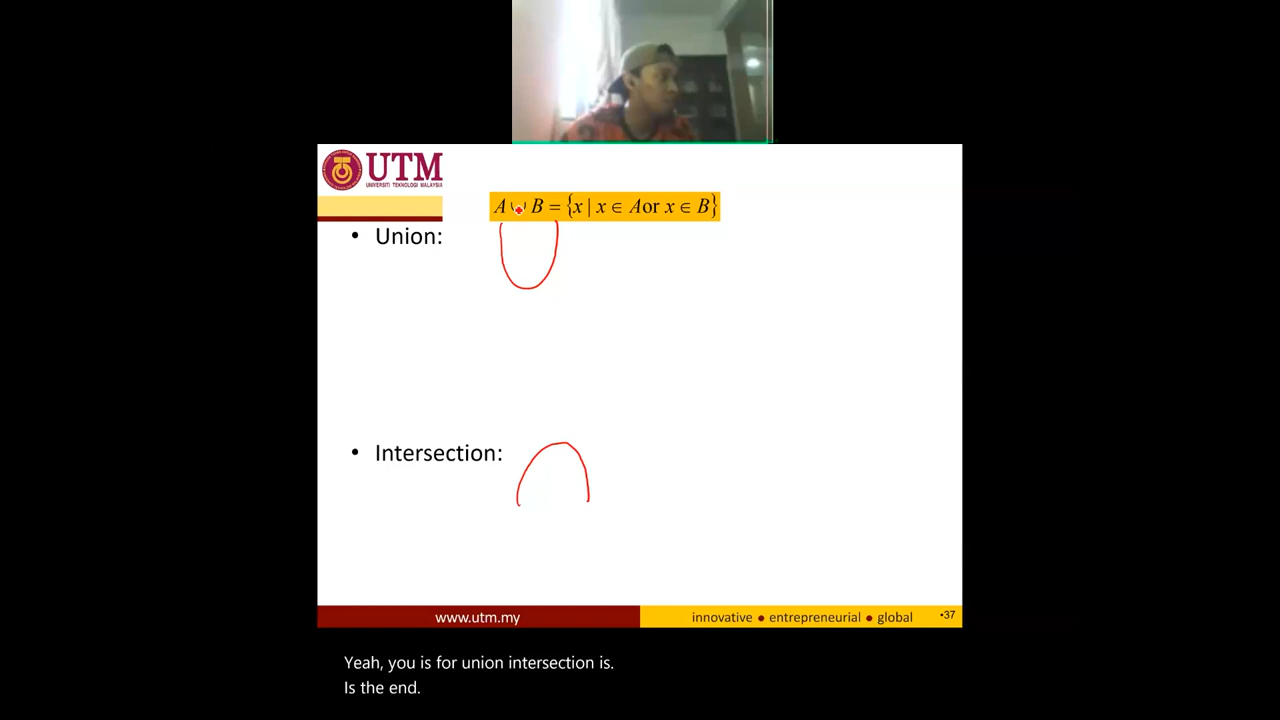 UTM
UNIVERSITI TEKNOLOGI MALAYSIA
A ∪ B = {x | x ∈ Aor x ∈ B}
• Union:
• Intersection:
www.utm.my
innovative ● entrepreneurial ● global
•37
Yeah, you is for union intersection is.
Is the end.